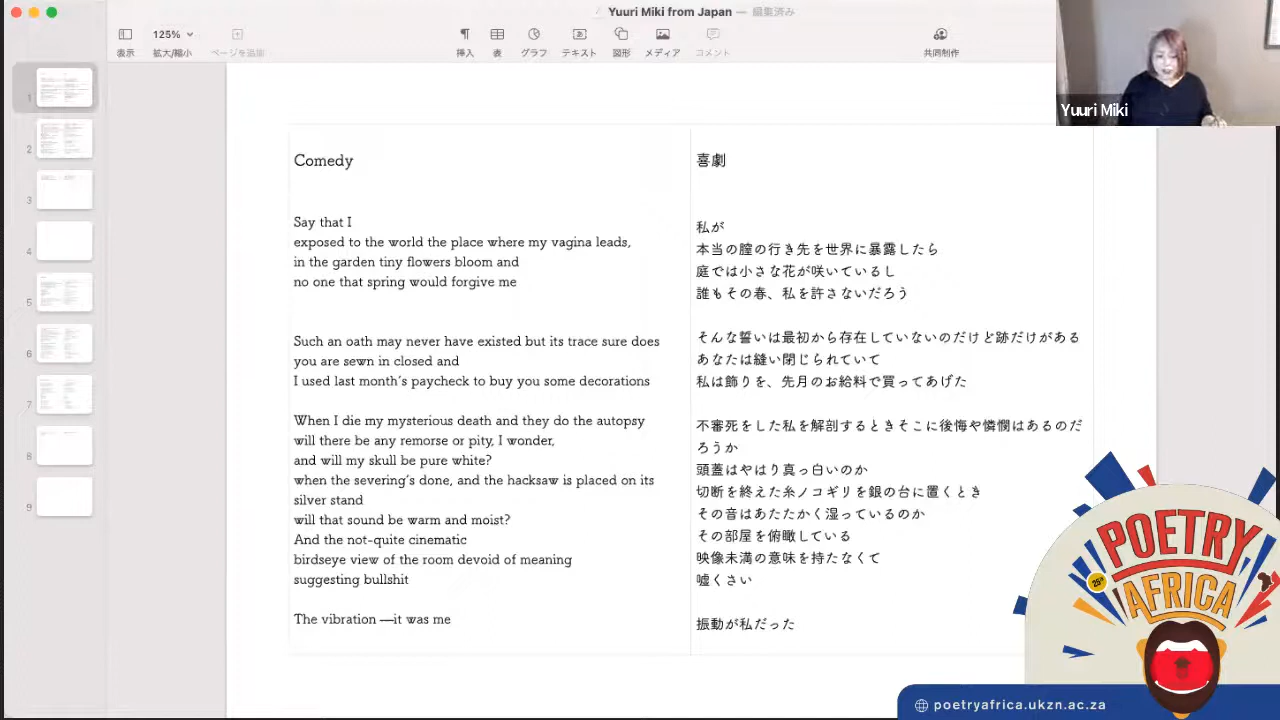 Yuuri Miki from Japan — 編集済み
125%
表示
拡大/縮小
ページを追加
挿入
表
グラフ
テキスト
図形
メディア
コメント
共同制作
Yuuri Miki
1
2
3
4
5
6
7
8
9
Comedy
Say that I
exposed to the world the place where my vagina leads,
in the garden tiny flowers bloom and
no one that spring would forgive me
Such an oath may never have existed but its trace sure does
you are sewn in closed and
I used last month's paycheck to buy you some decorations
When I die my mysterious death and they do the autopsy
will there be any remorse or pity, I wonder,
and will my skull be pure white?
when the severing's done, and the hacksaw is placed on its
silver stand
will that sound be warm and moist?
And the not-quite cinematic
birdseye view of the room devoid of meaning
suggesting bullshit
The vibration —it was me
喜劇
私が
本当の膣の行き先を世界に暴露したら
庭では小さな花が咲いているし
誰もその春、私を許さないだろう
そんな誓いは最初から存在していないのだけど跡だけがある
あなたは縫い閉じられていて
私は飾りを、先月のお給料で買ってあげた
不審死をした私を解剖するときそこに後悔や憐憫はあるのだ
ろうか
頭蓋はやはり真っ白いのか
切断を終えた糸ノコギリを銀の台に置くとき
その音はあたたかく湿っているのか
その部屋を俯瞰している
映像未満の意味を持たなくて
嘘くさい
振動が私だった
POETRY
25th
AFRICA
poetryafrica.ukzn.ac.za